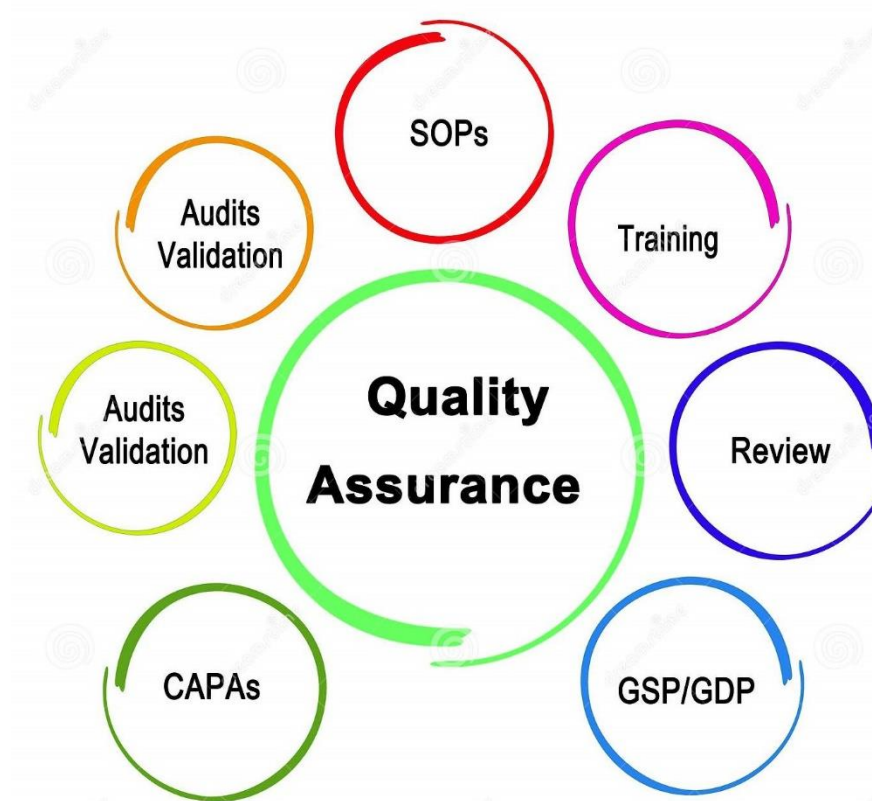 SOPs
Audits
Validation
Training
Audits
Validation
Quality
Assurance
Review
CAPAs
GSP/GDP